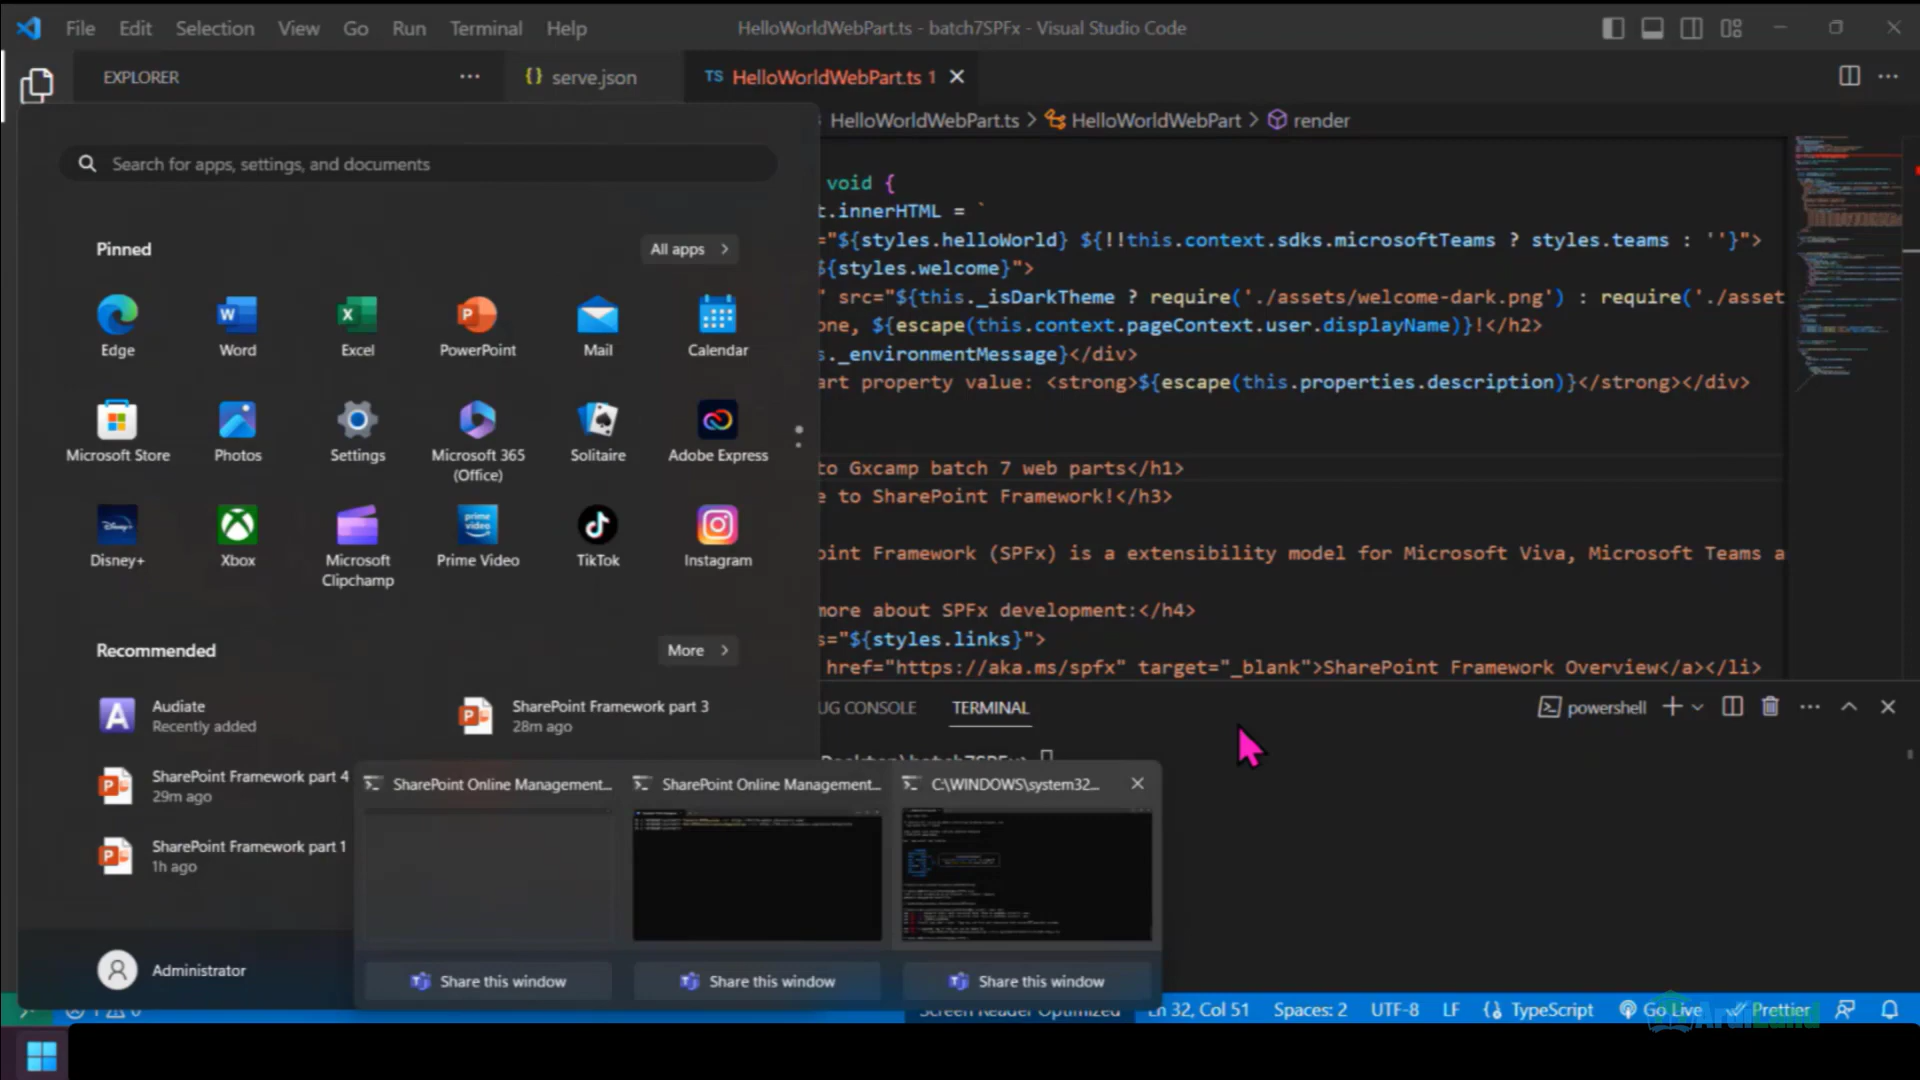 File Edit Selection View Go Run Terminal Help
HelloWorldWebPart.ts - batch7SPFx - Visual Studio Code
EXPLORER
{} serve.json
TS HelloWorldWebPart.ts 1
HelloWorldWebPart.ts > HelloWorldWebPart > render
Search for apps, settings, and documents
void {
t.innerHTML = `
="${styles.helloWorld} ${!!this.context.sdks.microsoftTeams ? styles.teams : ''}">
${styles.welcome}">
" src="${this._isDarkTheme ? require('./assets/welcome-dark.png') : require('./asset
one, ${escape(this.context.pageContext.user.displayName)}!</h2>
s._environmentMessage}</div>
art property value: <strong>${escape(this.properties.description)}</strong></div>
to Gxcamp batch 7 web parts</h1>
e to SharePoint Framework!</h3>
oint Framework (SPFx) is a extensibility model for Microsoft Viva, Microsoft Teams a
more about SPFx development:</h4>
s="${styles.links}">
href="https://aka.ms/spfx" target="_blank">SharePoint Framework Overview</a></li>
Pinned
All apps >
Edge
Word
Excel
PowerPoint
Mail
Calendar
Microsoft Store
Photos
Settings
Microsoft 365
(Office)
Solitaire
Adobe Express
Disney+
Xbox
Microsoft
Clipchamp
prime
video
Prime Video
TikTok
Instagram
Recommended
More >
Audiate
Recently added
SharePoint Framework part 3
28m ago
SharePoint Framework part 4
29m ago
SharePoint Framework part 1
1h ago
UG CONSOLE
TERMINAL
powershell
Desktop\batch7SPFx>
SharePoint Online Management...
SharePoint Online Management...
C:\WINDOWS\system32...
Share this window
Share this window
Share this window
Administrator
Screen Reader Optimized
Ln 32, Col 51
Spaces: 2
UTF-8
LF
{} TypeScript
Go Live
Prettier